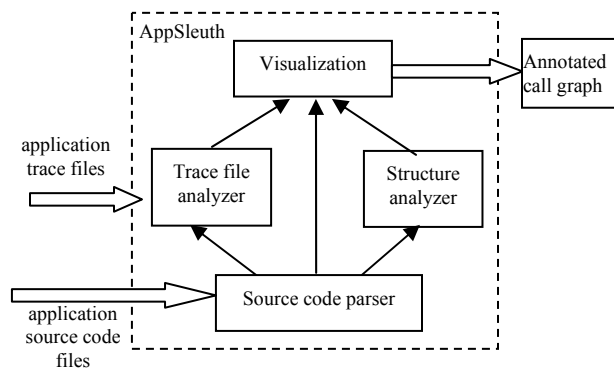 AppSleuth
Visualization
Annotated
call graph
application
trace files
Trace file
analyzer
Structure
analyzer
Source code parser
application
source code
files